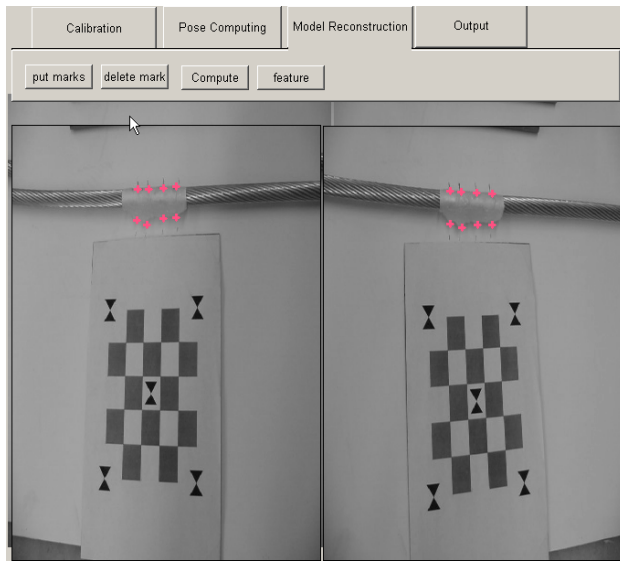 Calibration Pose Computing Model Reconstruction Output
put marks delete mark Compute feature